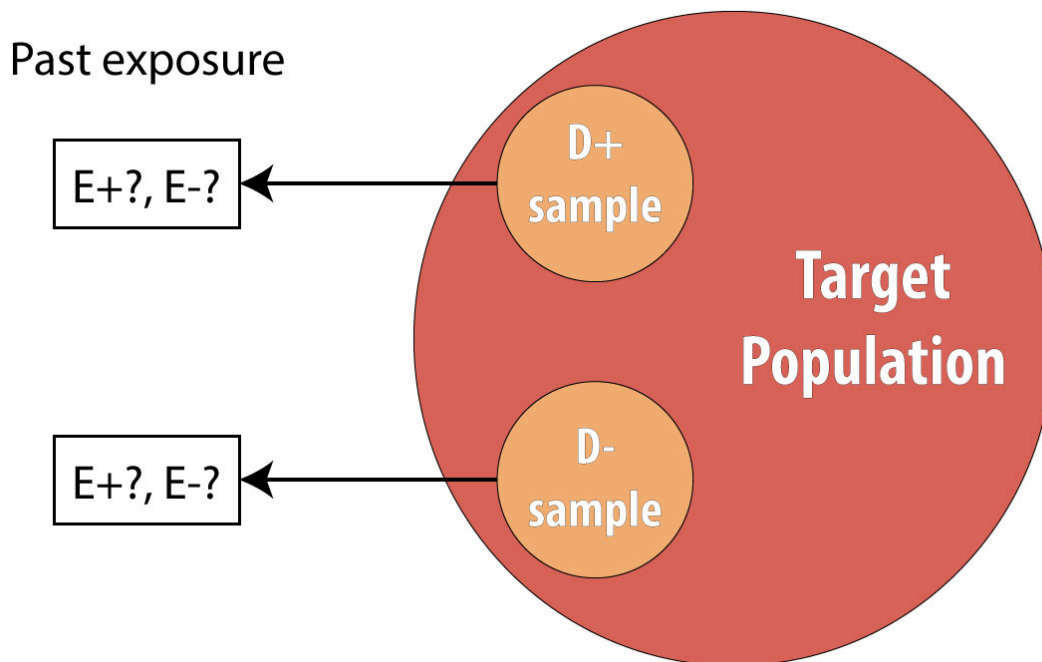 Past exposure
E+?, E-?
D+
sample
Target
Population
E+?, E-?
D-
sample